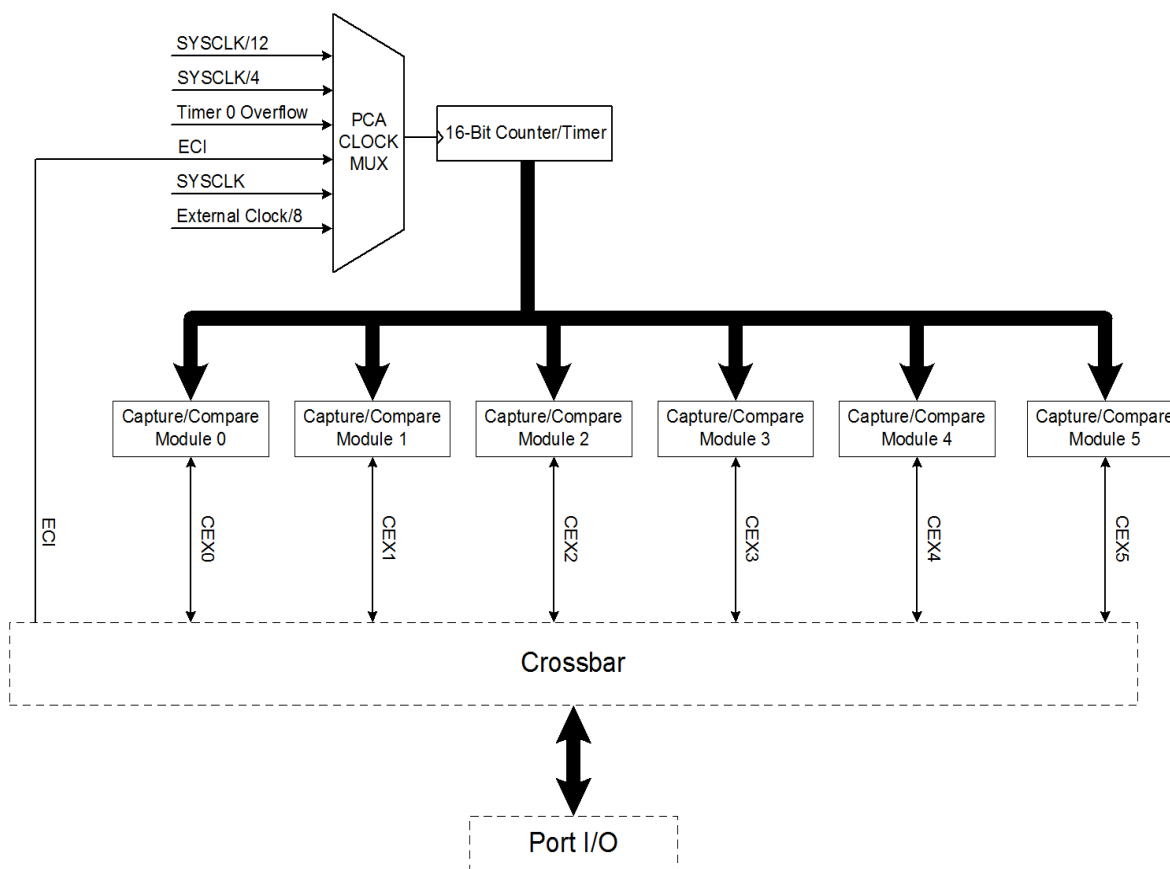 SYSCLK/12
SYSCLK/4
Timer 0 Overflow
ECI
SYSCLK
External Clock/8
PCA
CLOCK
MUX
16-Bit Counter/Timer
Capture/Compare
Module 0
Capture/Compare
Module 1
Capture/Compare
Module 2
Capture/Compare
Module 3
Capture/Compare
Module 4
Capture/Compare
Module 5
ECI
CEX0
CEX1
CEX2
CEX3
CEX4
CEX5
Crossbar
Port I/O